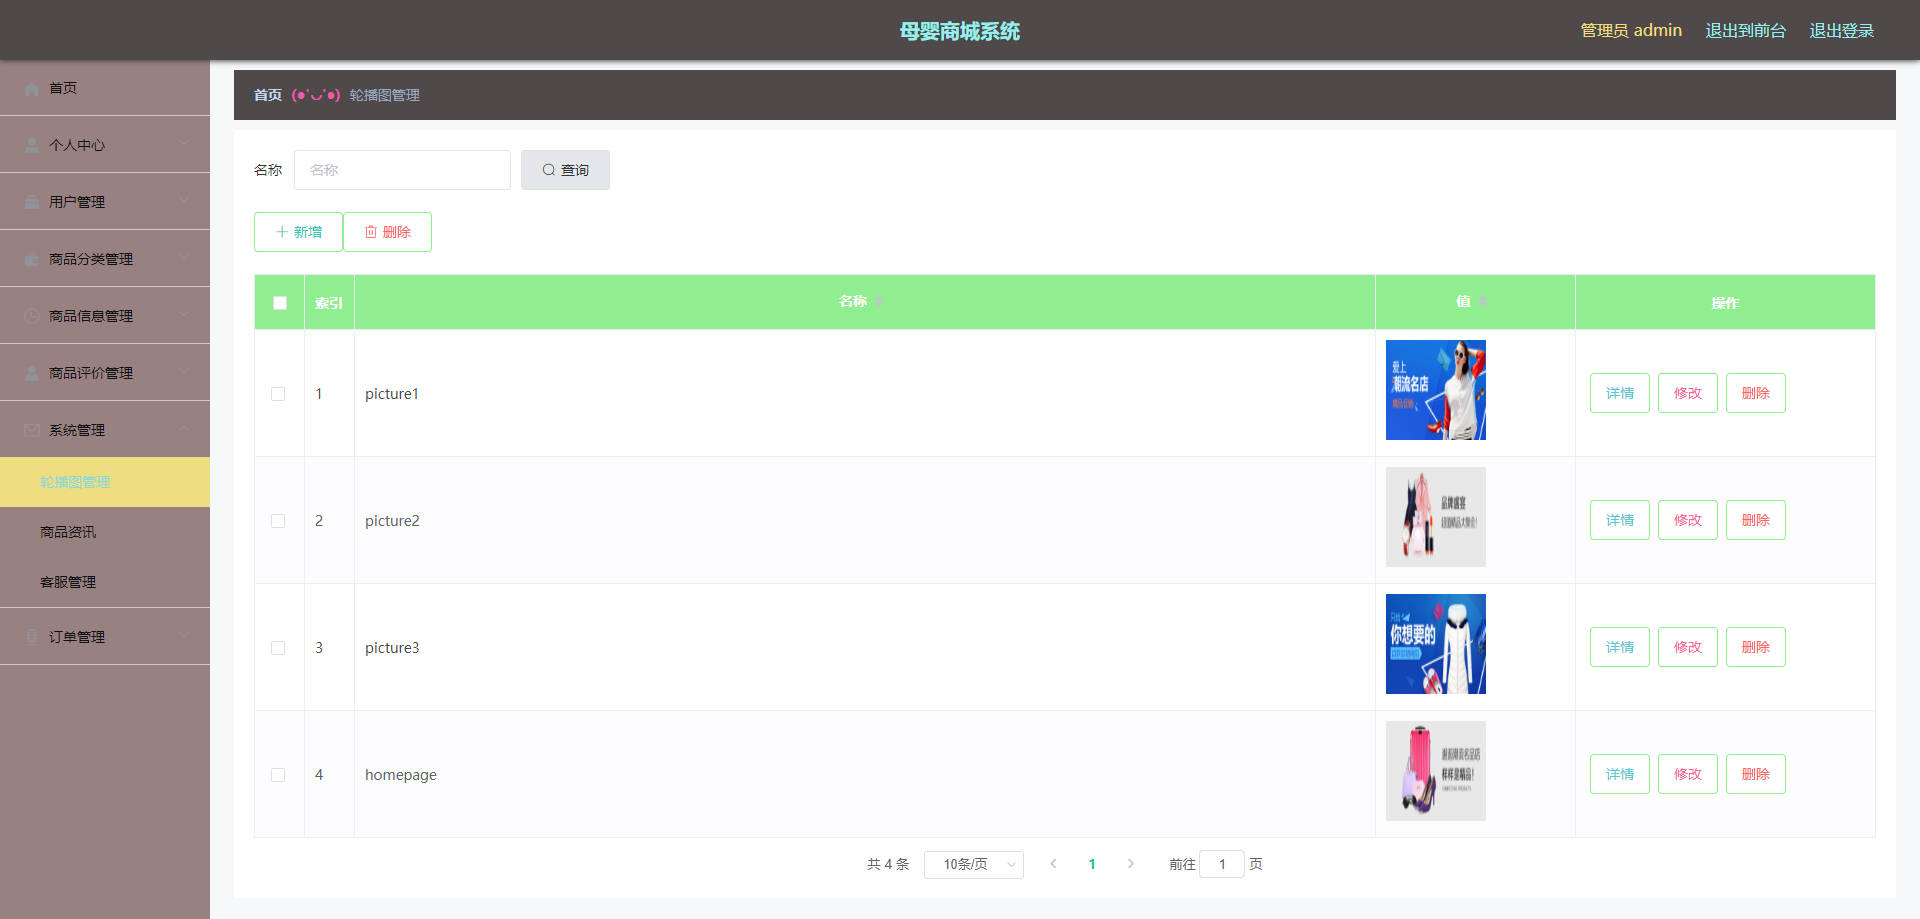 母婴商城系统
管理员 admin 退出到前台 退出登录
首页
个人中心
用户管理
商品分类管理
商品信息管理
商品评价管理
系统管理
轮播图管理
商品资讯
客服管理
订单管理
首页 (●'◡'●) 轮播图管理
名称 名称 查询
新增 删除
索引 名称 值 操作
爱上
潮流名店
1 picture1 详情 修改 删除
品牌盛宴
2 picture2 详情 修改 删除
你想要的
3 picture3 详情 修改 删除
样样是精品!
4 homepage 详情 修改 删除
共 4 条 10条/页 1 前往 1 页